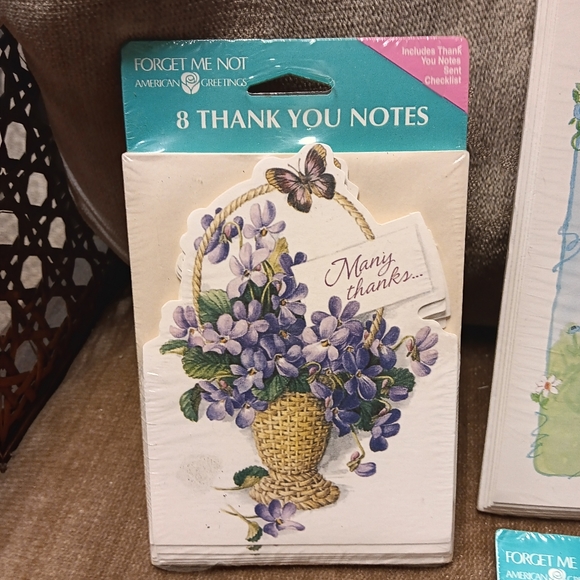 FORGET ME NOT
AMERICAN GREETINGS
Includes Thank
You Notes
Sent
Checklist
8 THANK YOU NOTES
Many
thanks...
FORGET ME
AMERICAN